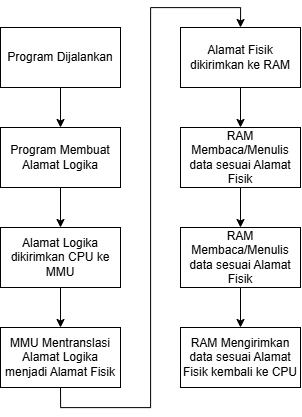 Program Dijalankan
Program Membuat
Alamat Logika
Alamat Logika
dikirimkan CPU ke
MMU
MMU Mentranslasi
Alamat Logika
menjadi Alamat Fisik
Alamat Fisik
dikirimkan ke RAM
RAM
Membaca/Menulis
data sesuai Alamat
Fisik
RAM
Membaca/Menulis
data sesuai Alamat
Fisik
RAM Mengirimkan
data sesuai Alamat
Fisik kembali ke CPU